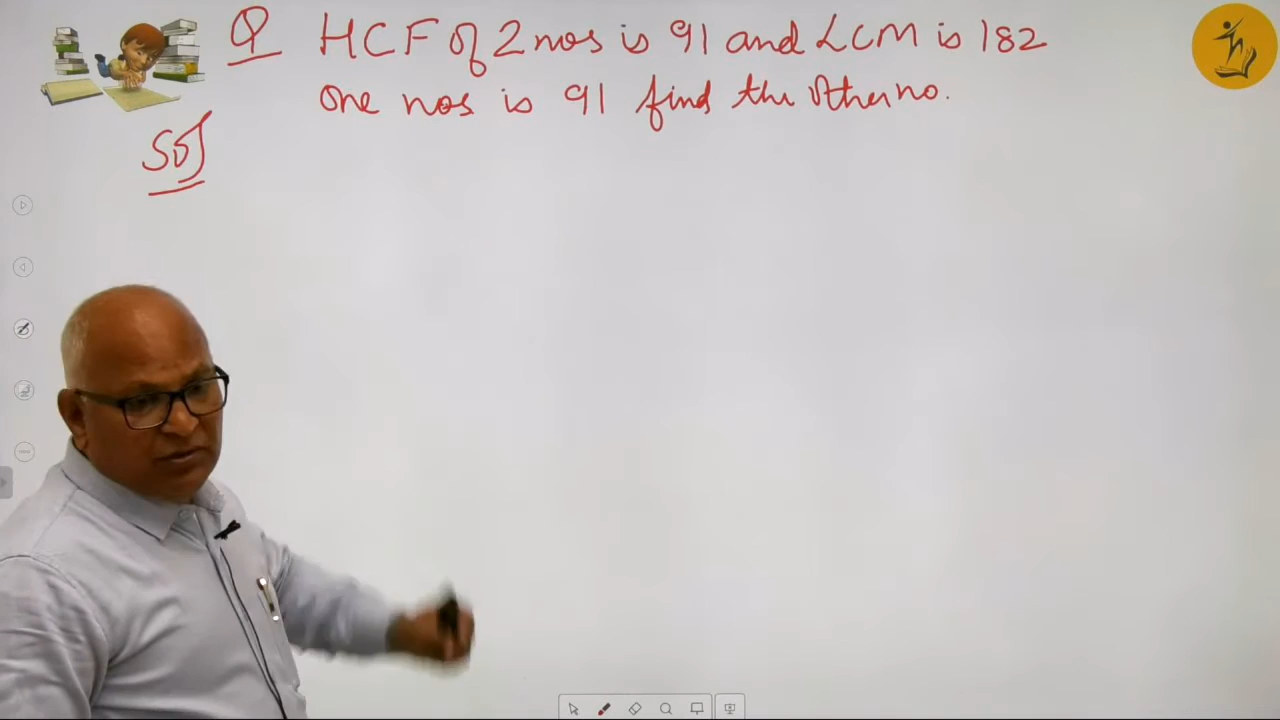 Q HCF of 2 nos is 91 and LCM is 182
One nos is 91 find the other no.
Sol